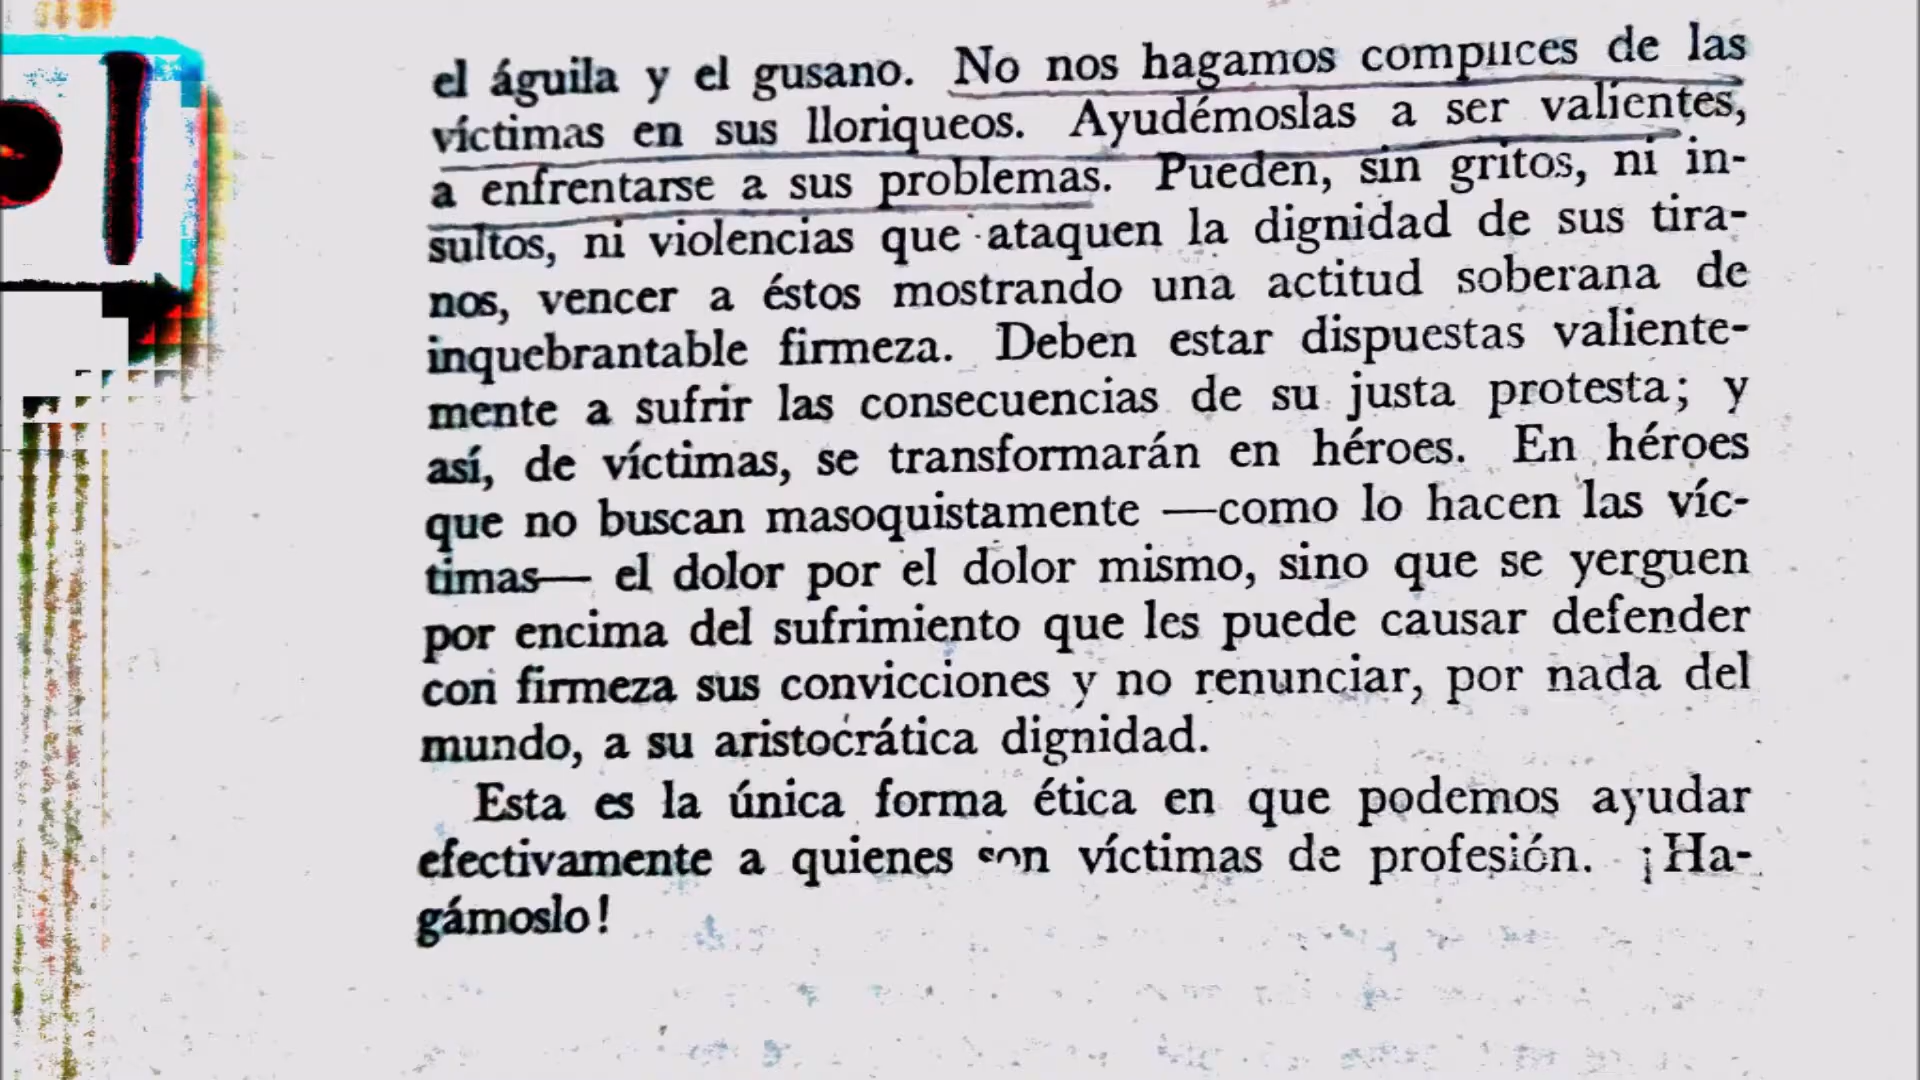 el águila y el gusano. No nos hagamos compuces de las
víctimas en sus lloriqueos. Ayudémoslas a ser valientes,
a enfrentarse a sus problemas. Pueden, sin gritos, ni in-
sultos, ni violencias que ataquen la dignidad de sus tira-
nos, vencer a éstos mostrando una actitud soberana de
inquebrantable firmeza. Deben estar dispuestas valiente-
mente a sufrir las consecuencias de su justa protesta; y
así, de víctimas, se transformarán en héroes. En héroes
que no buscan masoquistamente —como lo hacen las víc-
timas— el dolor por el dolor mismo, sino que se yerguen
por encima del sufrimiento que les puede causar defender
con firmeza sus convicciones y no renunciar, por nada del
mundo, a su aristocrática dignidad.
Esta es la única forma ética en que podemos ayudar
efectivamente a quienes son víctimas de profesión. ¡Ha-
gámoslo!